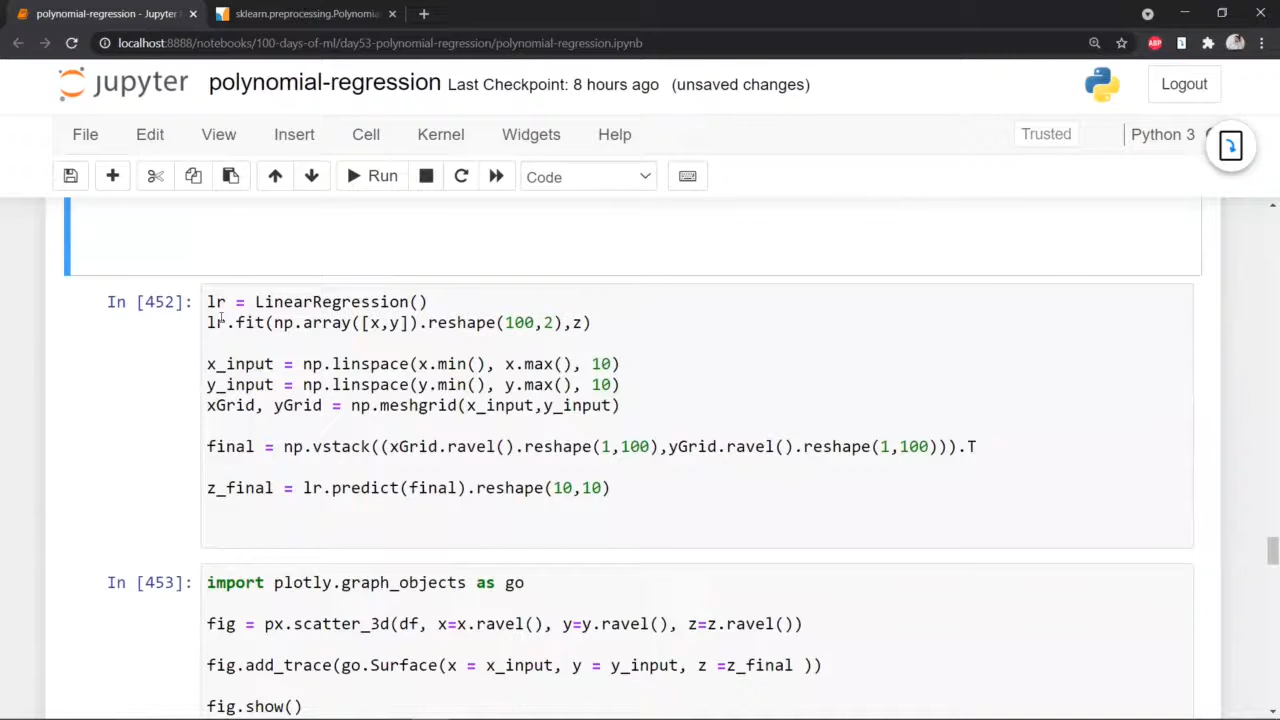 polynomial-regression - Jupyter
sklearn.preprocessing.Polynomial
localhost:8888/notebooks/100-days-of-ml/day53-polynomial-regression/polynomial-regression.ipynb
ABP
jupyter polynomial-regression Last Checkpoint: 8 hours ago (unsaved changes)
Logout
File Edit View Insert Cell Kernel Widgets Help
Trusted
Python 3
Run
Code
In [452]:
lr = LinearRegression()
lr.fit(np.array([x,y]).reshape(100,2),z)
x_input = np.linspace(x.min(), x.max(), 10)
y_input = np.linspace(y.min(), y.max(), 10)
xGrid, yGrid = np.meshgrid(x_input,y_input)
final = np.vstack((xGrid.ravel().reshape(1,100),yGrid.ravel().reshape(1,100))).T
z_final = lr.predict(final).reshape(10,10)
In [453]:
import plotly.graph_objects as go
fig = px.scatter_3d(df, x=x.ravel(), y=y.ravel(), z=z.ravel())
fig.add_trace(go.Surface(x = x_input, y = y_input, z =z_final ))
fig.show()